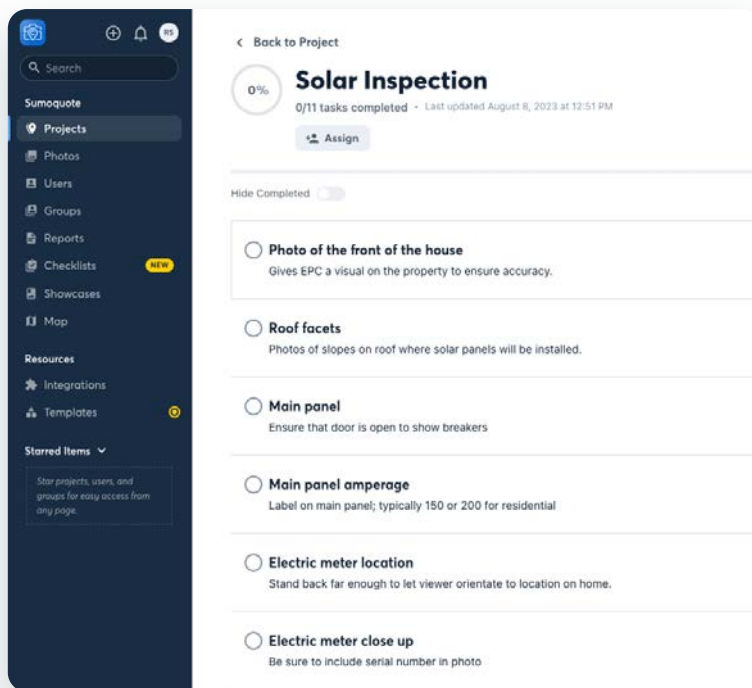 RS
Search
Sumoquote
Projects
Photos
Users
Groups
Reports
Checklists NEW
Showcases
Map
Resources
Integrations
Templates
Starred Items
Star projects, users, and
groups for easy access from
any page.
Back to Project
0%
Solar Inspection
0/11 tasks completed • Last updated August 8, 2023 at 12:51 PM
Assign
Hide Completed
Photo of the front of the house
Gives EPC a visual on the property to ensure accuracy.
Roof facets
Photos of slopes on roof where solar panels will be installed.
Main panel
Ensure that door is open to show breakers
Main panel amperage
Label on main panel; typically 150 or 200 for residential
Electric meter location
Stand back far enough to let viewer orientate to location on home.
Electric meter close up
Be sure to include serial number in photo